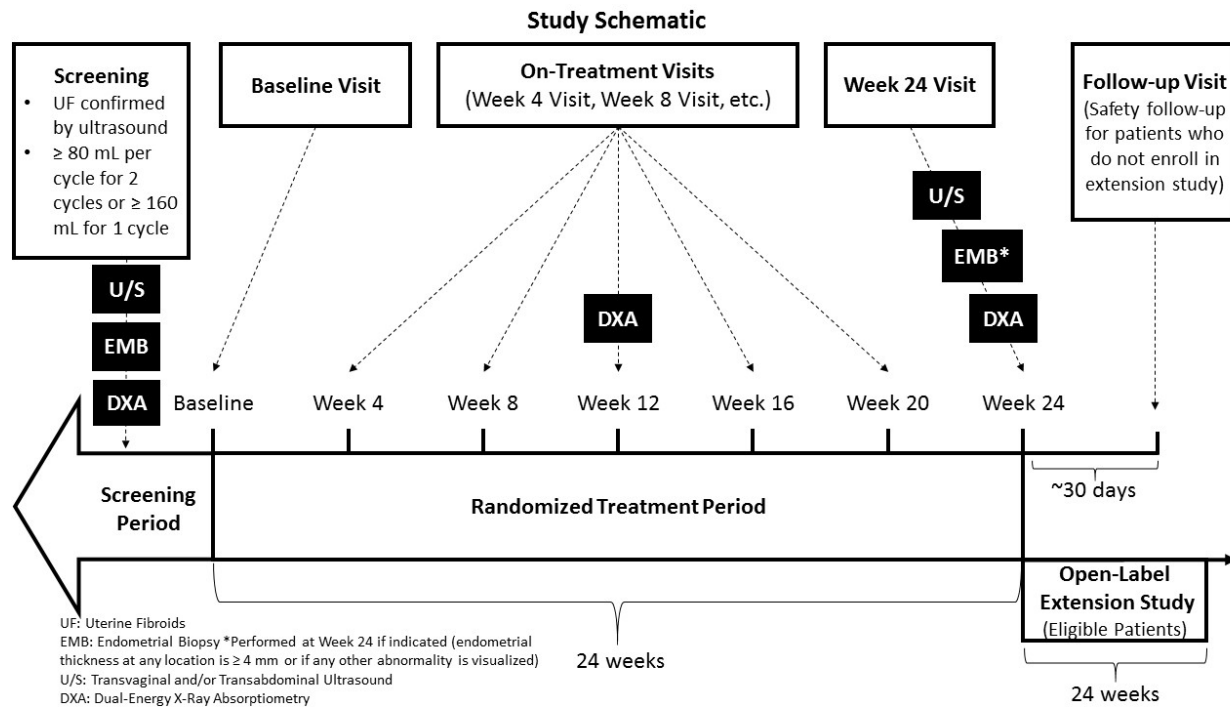 Study Schematic
Screening
• UF confirmed
by ultrasound
• ≥ 80 mL per
cycle for 2
cycles or ≥ 160
mL for 1 cycle
Baseline Visit
On-Treatment Visits
(Week 4 Visit, Week 8 Visit, etc.)
Week 24 Visit
Follow-up Visit
(Safety follow-up
for patients who
do not enroll in
extension study)
U/S
EMB
DXA
DXA
U/S
EMB*
DXA
Baseline
Week 4
Week 8
Week 12
Week 16
Week 20
Week 24
Screening
Period
Randomized Treatment Period
~30 days
Open-Label
Extension Study
(Eligible Patients)
24 weeks
24 weeks
UF: Uterine Fibroids
EMB: Endometrial Biopsy *Performed at Week 24 if indicated (endometrial
thickness at any location is ≥ 4 mm or if any other abnormality is visualized)
U/S: Transvaginal and/or Transabdominal Ultrasound
DXA: Dual-Energy X-Ray Absorptiometry